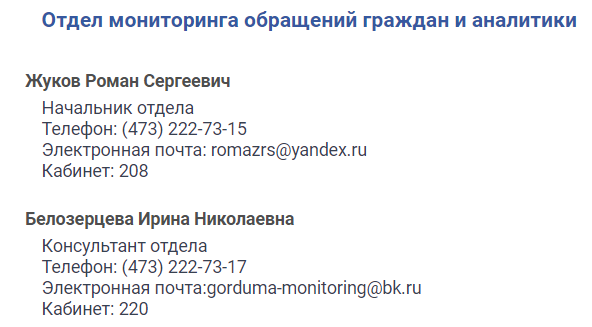 Отдел мониторинга обращений граждан и аналитики
Жуков Роман Сергеевич
Начальник отдела
Телефон: (473) 222-73-15
Электронная почта: romazrs@yandex.ru
Кабинет: 208
Белозерцева Ирина Николаевна
Консультант отдела
Телефон: (473) 222-73-17
Электронная почта:gorduma-monitoring@bk.ru
Кабинет: 220